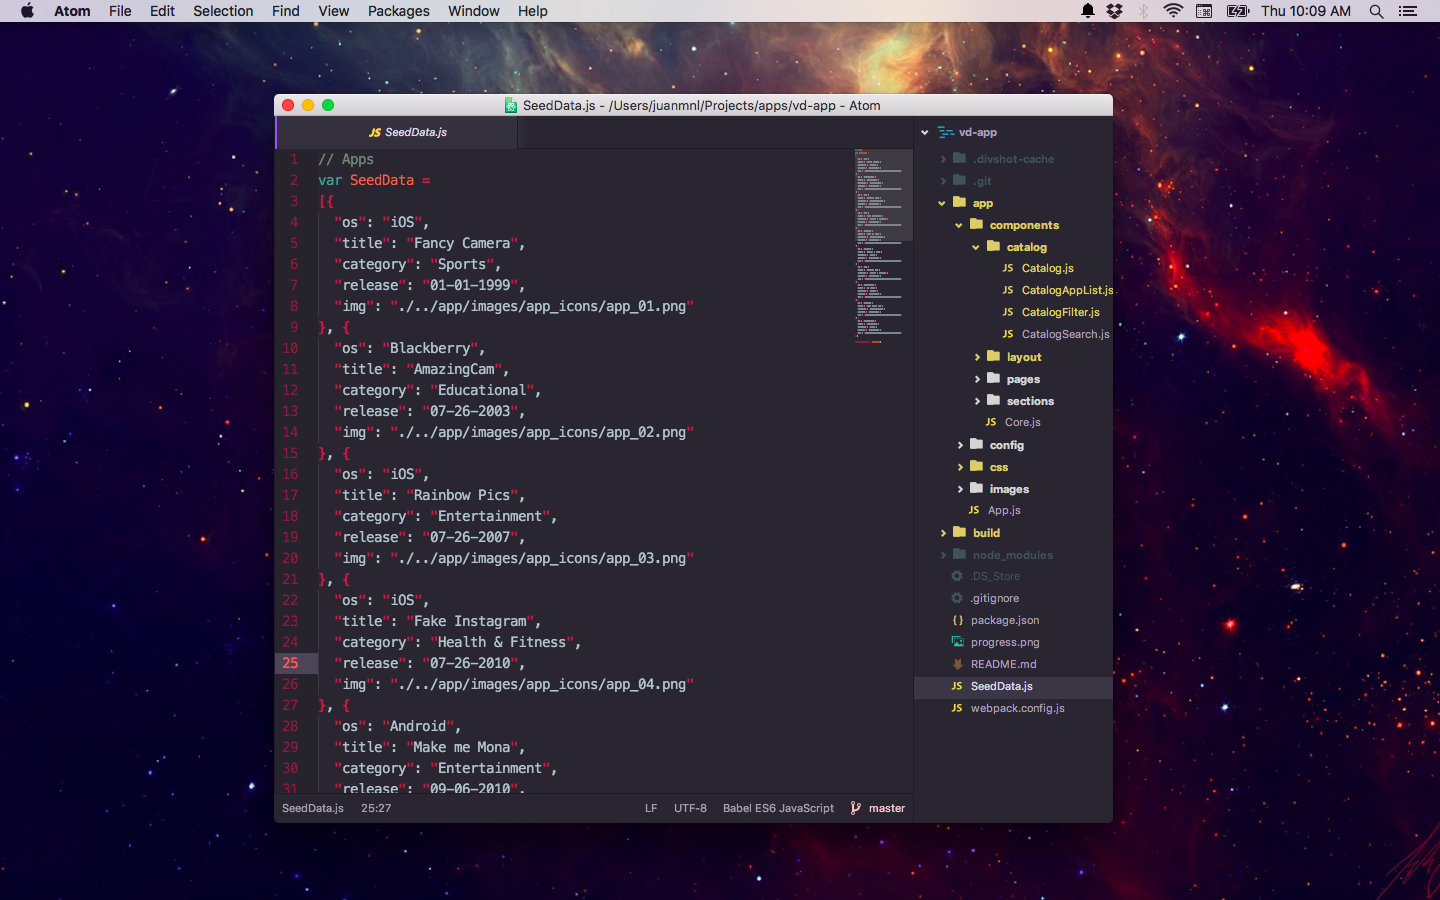 Atom File Edit Selection Find View Packages Window Help Thu 10:09 AM
SeedData.js - /Users/juanmnl/Projects/apps/vd-app - Atom
JS SeedData.js
1 // Apps
2 var SeedData =
3 [{
4 "os": "iOS",
5 "title": "Fancy Camera",
6 "category": "Sports",
7 "release": "01-01-1999",
8 "img": "./../app/images/app_icons/app_01.png"
9 }, {
10 "os": "Blackberry",
11 "title": "AmazingCam",
12 "category": "Educational",
13 "release": "07-26-2003",
14 "img": "./../app/images/app_icons/app_02.png"
15 }, {
16 "os": "iOS",
17 "title": "Rainbow Pics",
18 "category": "Entertainment",
19 "release": "07-26-2007",
20 "img": "./../app/images/app_icons/app_03.png"
21 }, {
22 "os": "iOS",
23 "title": "Fake Instagram",
24 "category": "Health & Fitness",
25 "release": "07-26-2010",
26 "img": "./../app/images/app_icons/app_04.png"
27 }, {
28 "os": "Android",
29 "title": "Make me Mona",
30 "category": "Entertainment",
31 "release": "09-06-2010",
SeedData.js 25:27 LF UTF-8 Babel ES6 JavaScript master
vd-app
.divshot-cache
.git
app
components
catalog
JS Catalog.js
JS CatalogAppList.js
JS CatalogFilter.js
JS CatalogSearch.js
layout
pages
sections
JS Core.js
config
css
images
JS App.js
build
node_modules
.DS_Store
.gitignore
{} package.json
progress.png
README.md
JS SeedData.js
JS webpack.config.js